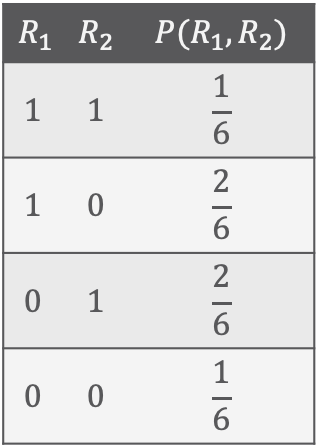 R₁ R₂ P(R₁, R₂)
1 1 1/6
1 0 2/6
0 1 2/6
0 0 1/6